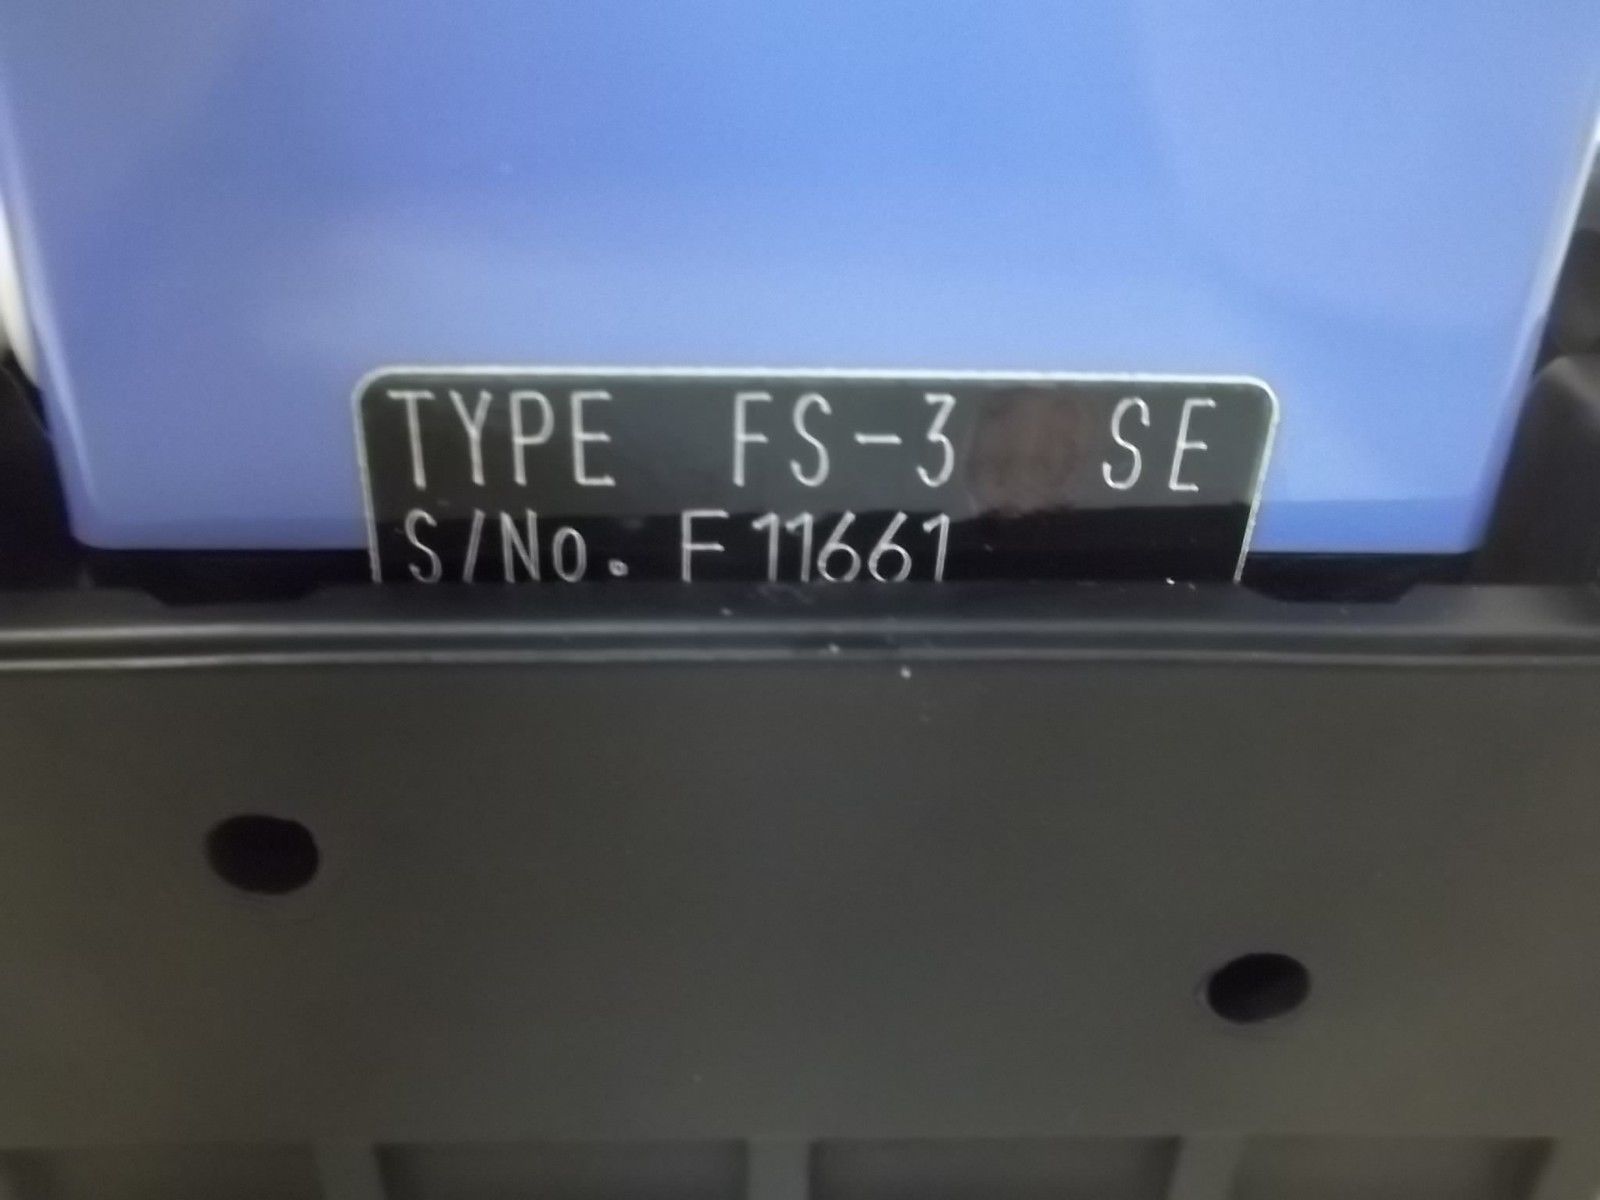 TYPE FS-3 SE
S/No. F11661